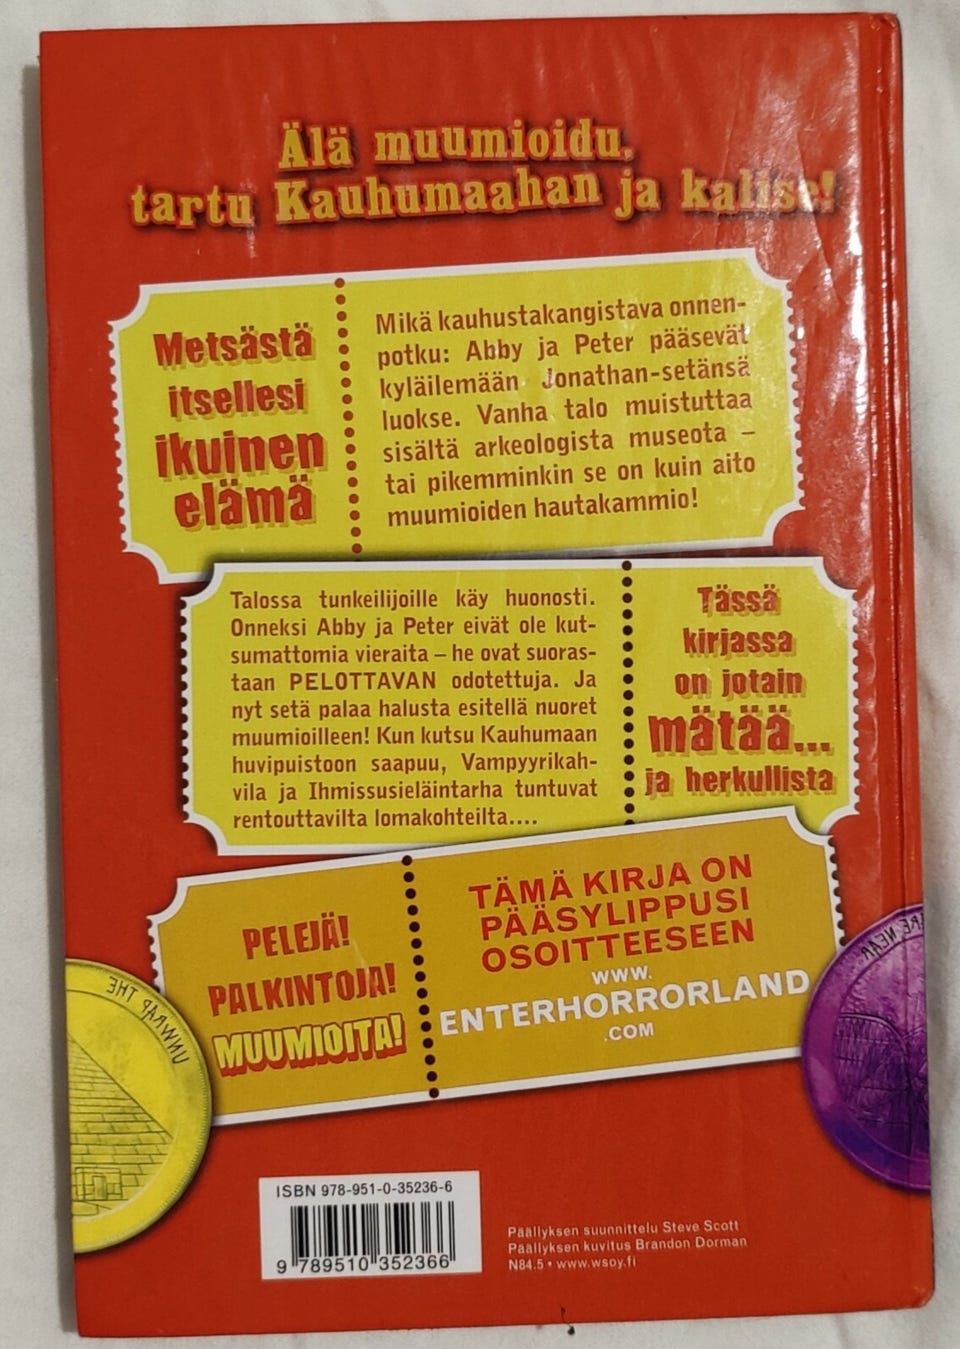 Älä muumioidu,
tartu Kauhumaahan ja kalise!
Metsästä
itsellesi
ikuinen
elämä
Mikä kauhustakangistava onnen-
potku: Abby ja Peter pääsevät
kyläilemään Jonathan-setänsä
luokse. Vanha talo muistuttaa
sisältä arkeologista museota –
tai pikemminkin se on kuin aito
muumioiden hautakammio!
Talossa tunkeilijoille käy huonosti.
Onneksi Abby ja Peter eivät ole kut-
sumattomia vieraita – he ovat suoras-
taan PELOTTAVAN odotettuja. Ja
nyt setä palaa halusta esitellä nuoret
muumioilleen! Kun kutsu Kauhumaan
huvipuistoon saapuu, Vampyyrikah-
vila ja Ihmissusieläintarha tuntuvat
rentouttavilta lomakohteilta....
Tässä
kirjassa
on jotain
mätää...
ja herkullista
PELEJÄ!
PALKINTOJA!
MUUMIOITA!
TÄMÄ KIRJA ON
PÄÄSYLIPPUSI
OSOITTEESEEN
WWW.
ENTERHORRORLAND
.COM
UNWRAP THE
ARE NEAR
ISBN 978-951-0-35236-6
9 789510 352366
Päällyksen suunnittelu Steve Scott
Päällyksen kuvitus Brandon Dorman
N84.5 • www.wsoy.fi